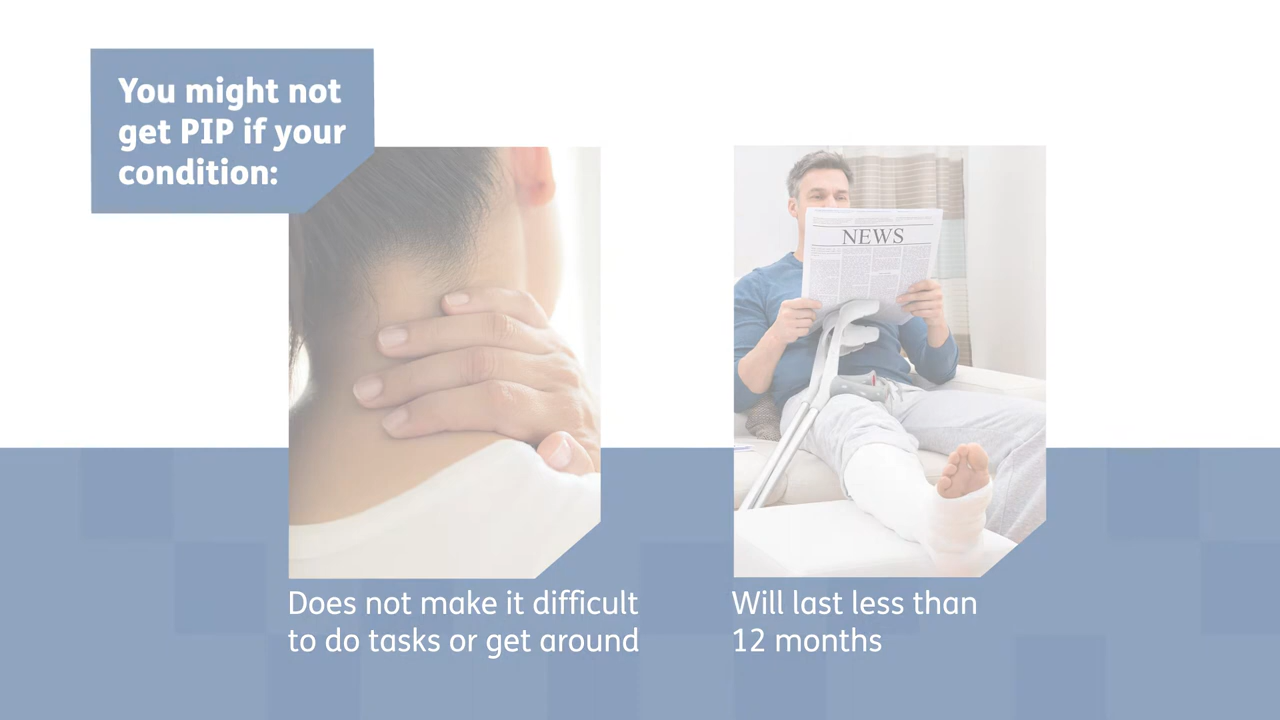 You might not
get PIP if your
condition:
NEWS
Does not make it difficult
to do tasks or get around
Will last less than
12 months